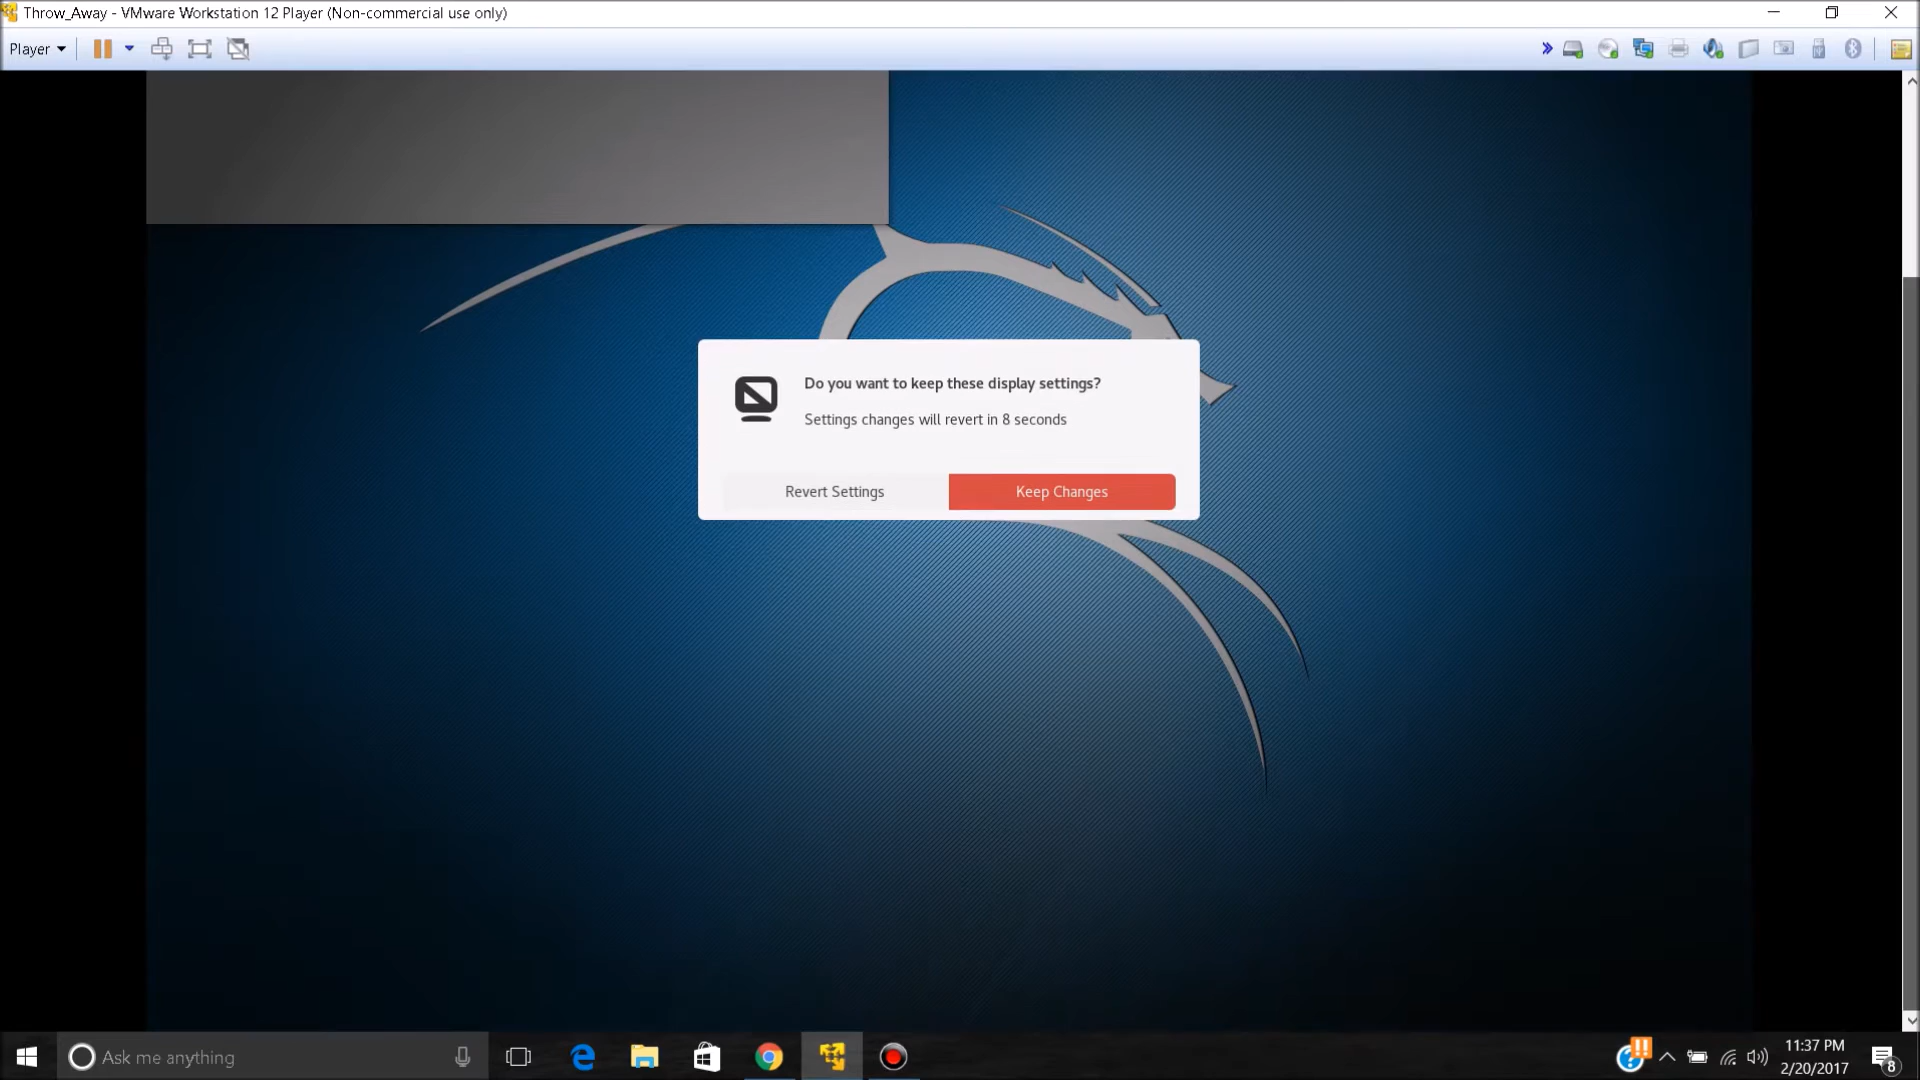 Throw_Away - VMware Workstation 12 Player (Non-commercial use only)
Player
Do you want to keep these display settings?
Settings changes will revert in 8 seconds
Revert Settings
Keep Changes
Ask me anything
11:37 PM
2/20/2017
8